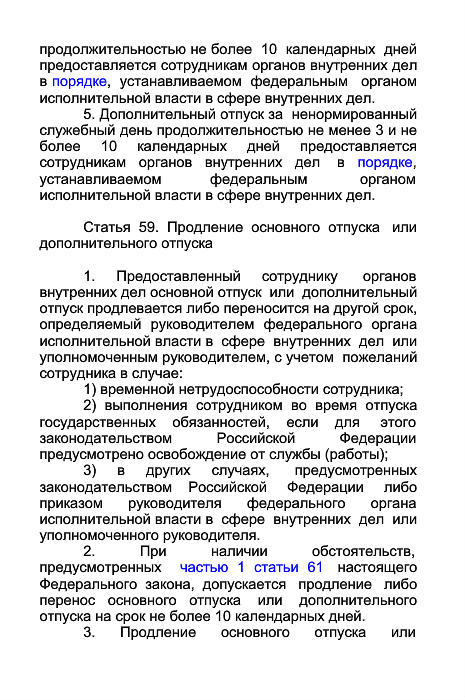 продолжительностью не более 10 календарных дней
предоставляется сотрудникам органов внутренних дел
в порядке, устанавливаемом федеральным органом
исполнительной власти в сфере внутренних дел.
5. Дополнительный отпуск за ненормированный
служебный день продолжительностью не менее 3 и не
более 10 календарных дней предоставляется
сотрудникам органов внутренних дел в порядке,
устанавливаемом федеральным органом
исполнительной власти в сфере внутренних дел.
Статья 59. Продление основного отпуска или
дополнительного отпуска
1. Предоставленный сотруднику органов
внутренних дел основной отпуск или дополнительный
отпуск продлевается либо переносится на другой срок,
определяемый руководителем федерального органа
исполнительной власти в сфере внутренних дел или
уполномоченным руководителем, с учетом пожеланий
сотрудника в случае:
1) временной нетрудоспособности сотрудника;
2) выполнения сотрудником во время отпуска
государственных обязанностей, если для этого
законодательством Российской Федерации
предусмотрено освобождение от службы (работы);
3) в других случаях, предусмотренных
законодательством Российской Федерации либо
приказом руководителя федерального органа
исполнительной власти в сфере внутренних дел или
уполномоченного руководителя.
2. При наличии обстоятельств,
предусмотренных частью 1 статьи 61 настоящего
Федерального закона, допускается продление либо
перенос основного отпуска или дополнительного
отпуска на срок не более 10 календарных дней.
3. Продление основного отпуска или